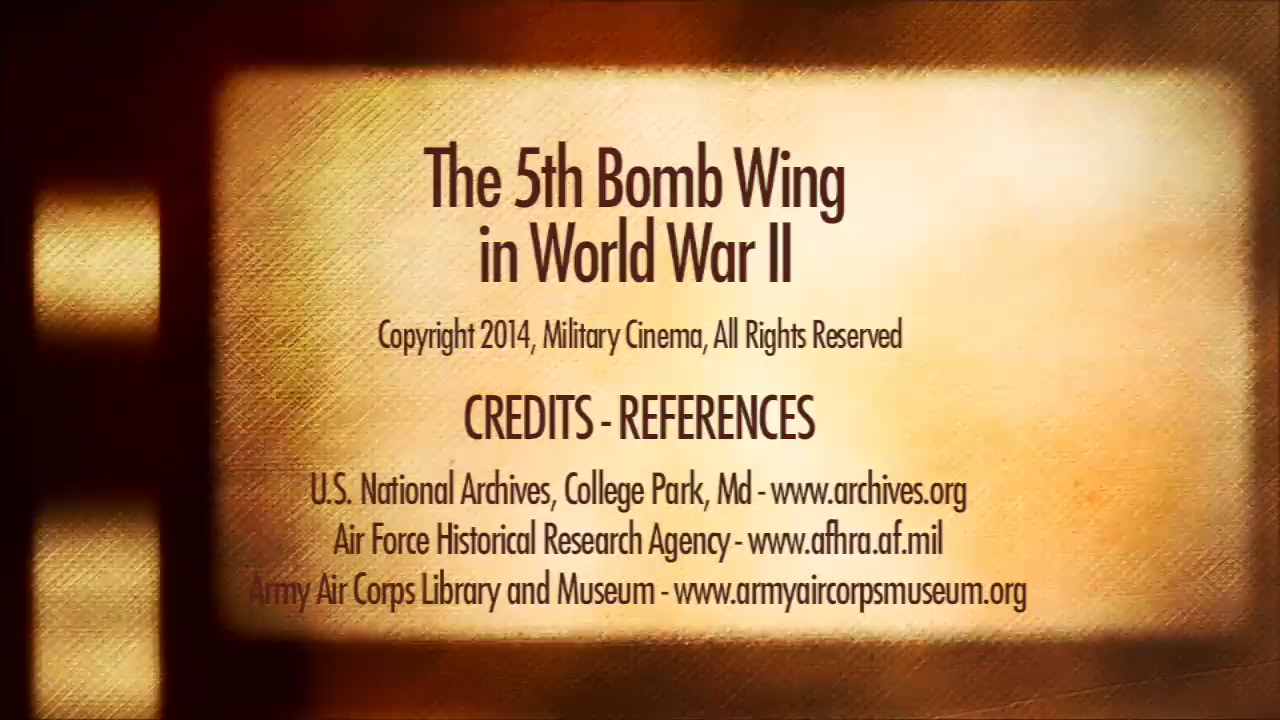 The 5th Bomb Wing
in World War II
Copyright 2014, Military Cinema, All Rights Reserved
CREDITS - REFERENCES
U.S. National Archives, College Park, Md - www.archives.org
Air Force Historical Research Agency - www.afhra.af.mil
Army Air Corps Library and Museum - www.armyaircorpsmuseum.org